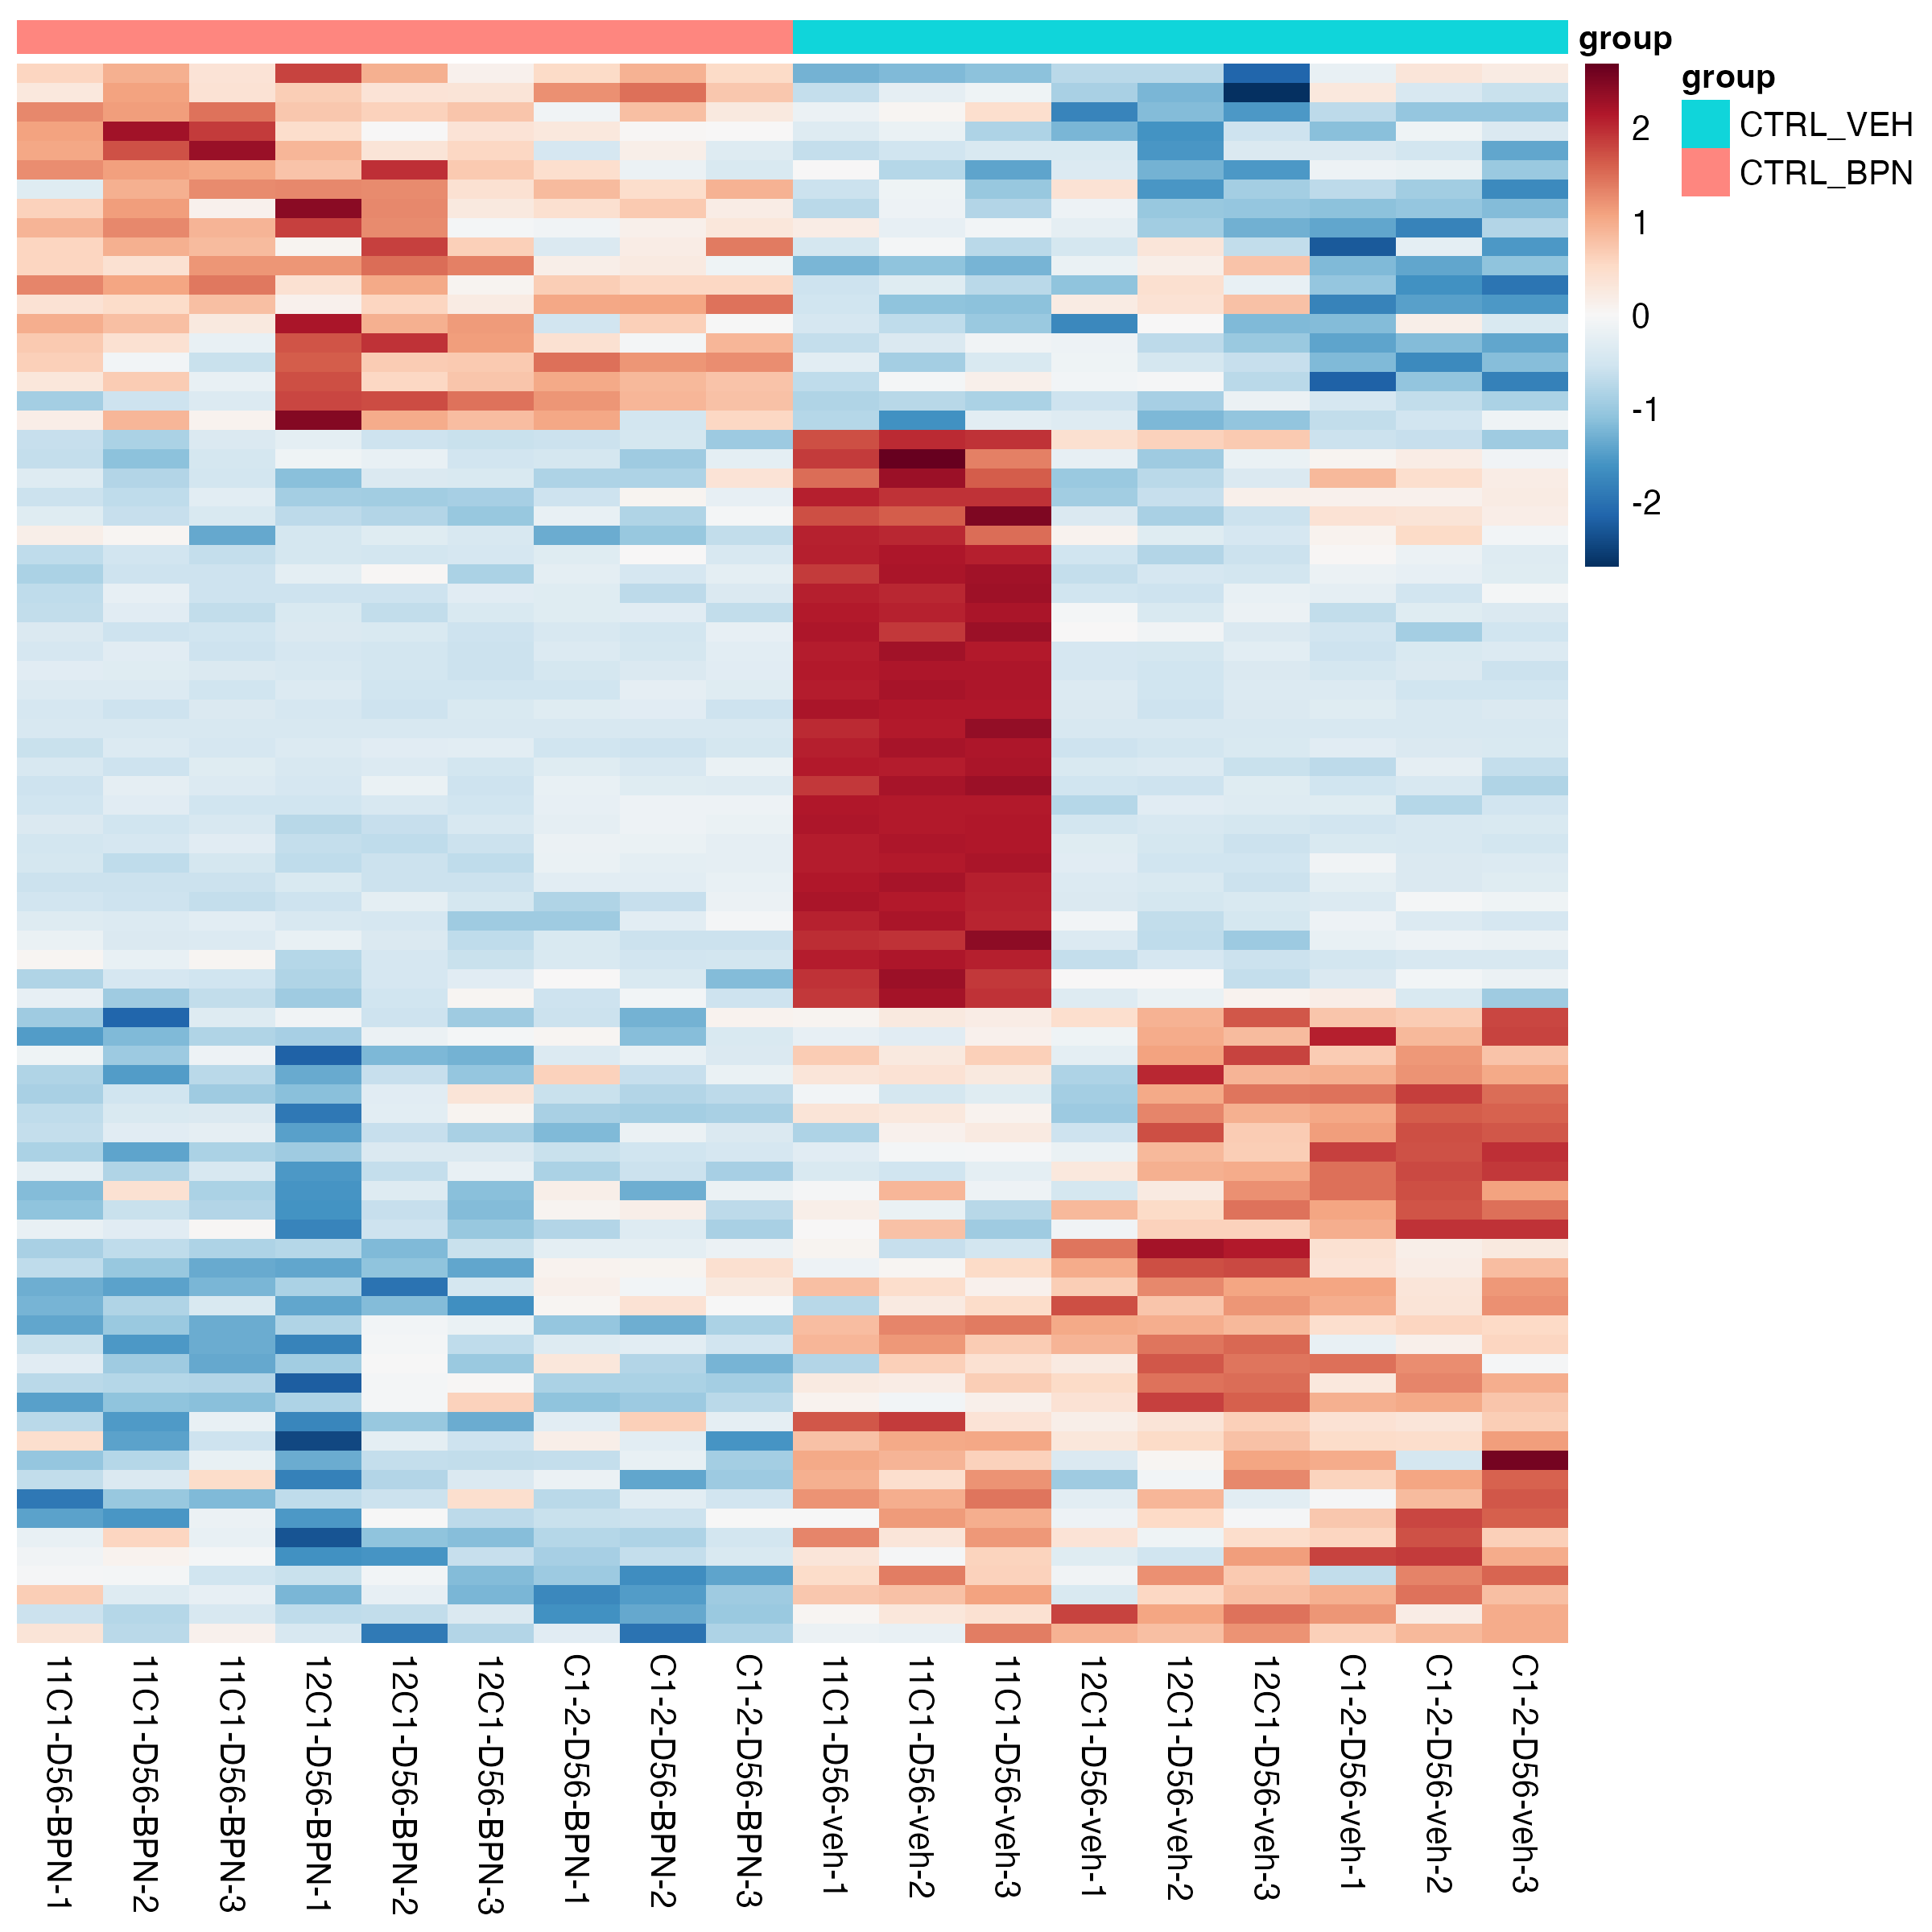 group
2
1
0
-1
-2
group
CTRL_VEH
CTRL_BPN
11C1-D56-BPN-1
11C1-D56-BPN-2
11C1-D56-BPN-3
12C1-D56-BPN-1
12C1-D56-BPN-2
12C1-D56-BPN-3
C1-2-D56-BPN-1
C1-2-D56-BPN-2
C1-2-D56-BPN-3
11C1-D56-veh-1
11C1-D56-veh-2
11C1-D56-veh-3
12C1-D56-veh-1
12C1-D56-veh-2
12C1-D56-veh-3
C1-2-D56-veh-1
C1-2-D56-veh-2
C1-2-D56-veh-3